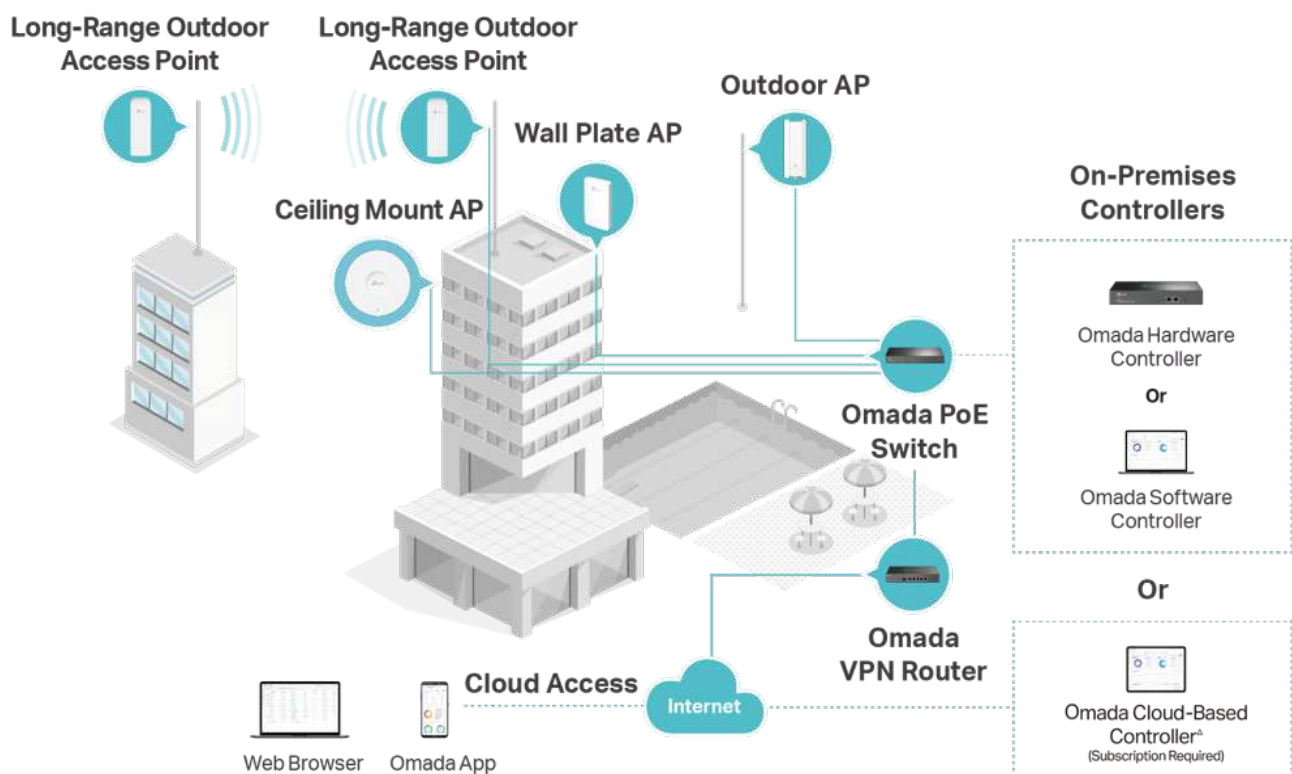 Long-Range Outdoor
Access Point
Long-Range Outdoor
Access Point
Outdoor AP
Wall Plate AP
Ceiling Mount AP
On-Premises
Controllers
Omada Hardware
Controller
Or
Omada Software
Controller
Omada PoE
Switch
Or
Omada
VPN Router
Cloud Access
Internet
Omada Cloud-Based
Controller△
(Subscription Required)
Web Browser
Omada App